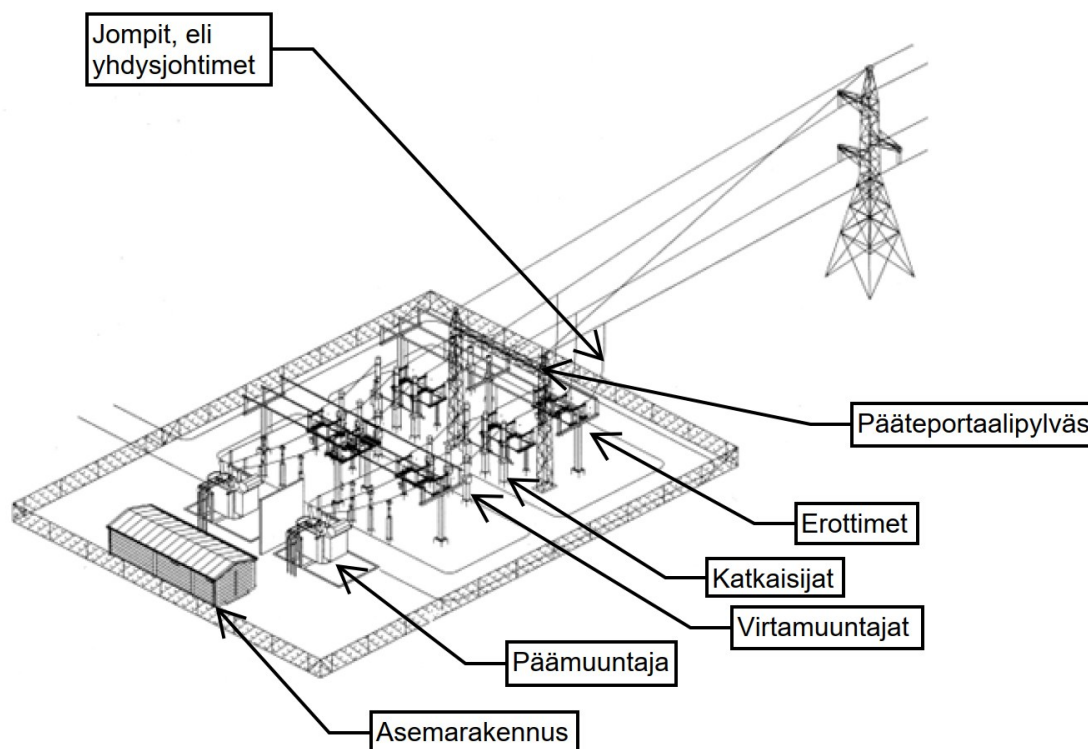 Jompit, eli
yhdysjohtimet
Pääteportaalipylväs
Erottimet
Katkaisijat
Virtamuuntajat
Päämuuntaja
Asemarakennus